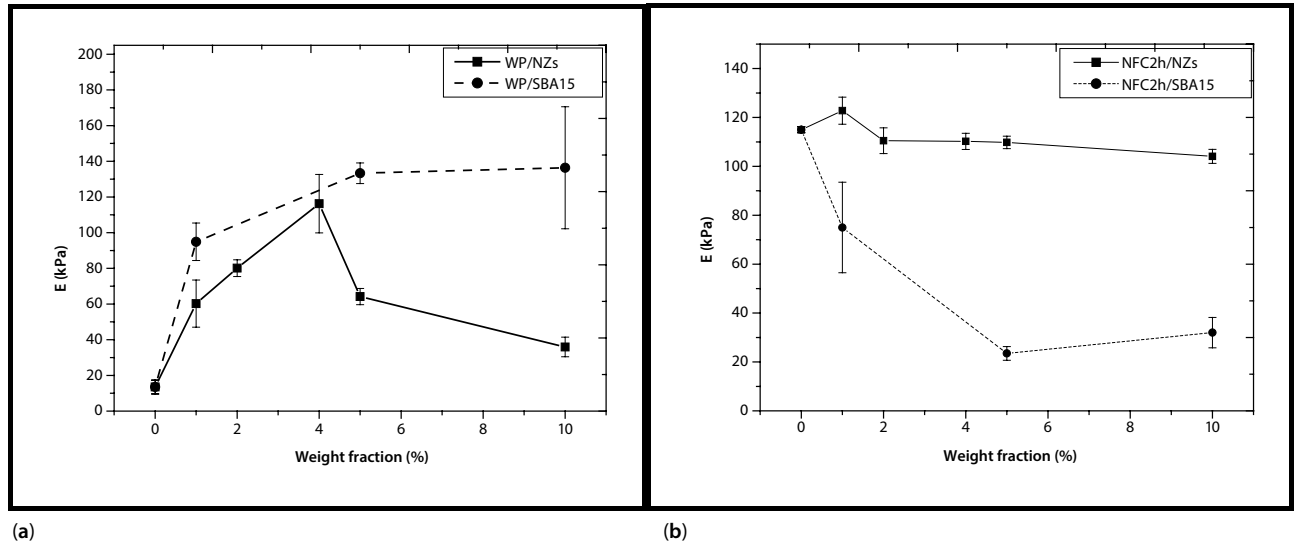 200
180
160
140
120
100
80
60
40
20
0
E (kPa)
0 2 4 6 8 10
Weight fraction (%)
WP/NZs
WP/SBA15
(a)
140
120
100
80
60
40
20
0
E (kPa)
0 2 4 6 8 10
Weight fraction (%)
NFC2h/NZs
NFC2h/SBA15
(b)